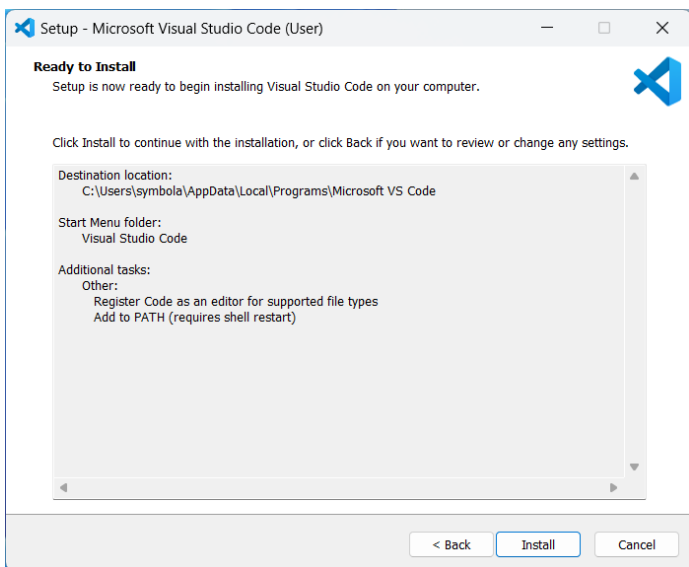 Setup - Microsoft Visual Studio Code (User)
Ready to Install
Setup is now ready to begin installing Visual Studio Code on your computer.
Click Install to continue with the installation, or click Back if you want to review or change any settings.
Destination location:
C:\Users\symbola\AppData\Local\Programs\Microsoft VS Code
Start Menu folder:
Visual Studio Code
Additional tasks:
Other:
Register Code as an editor for supported file types
Add to PATH (requires shell restart)
< Back
Install
Cancel